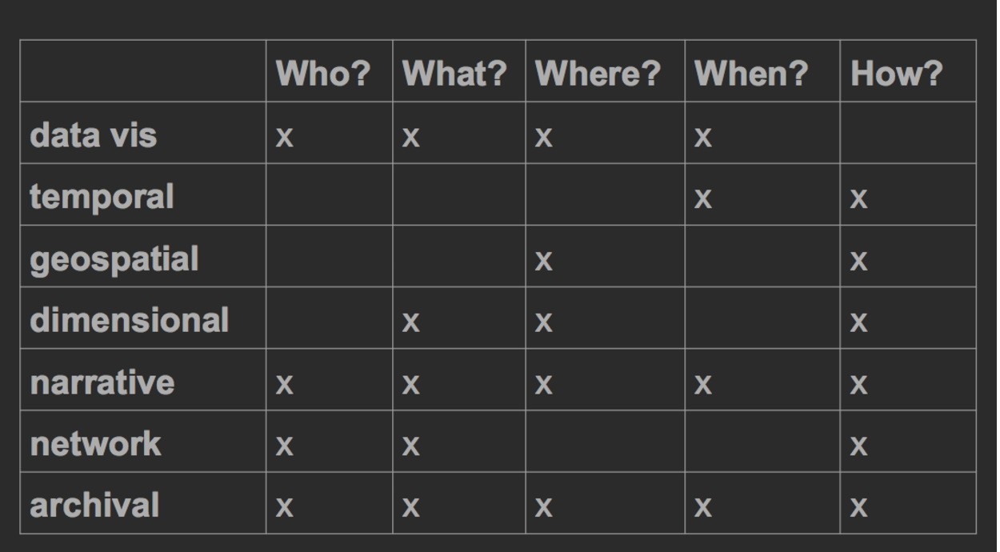 Who? What? Where? When? How?
data vis x x x x
temporal x x
geospatial x x
dimensional x x x
narrative x x x x x
network x x x
archival x x x x x